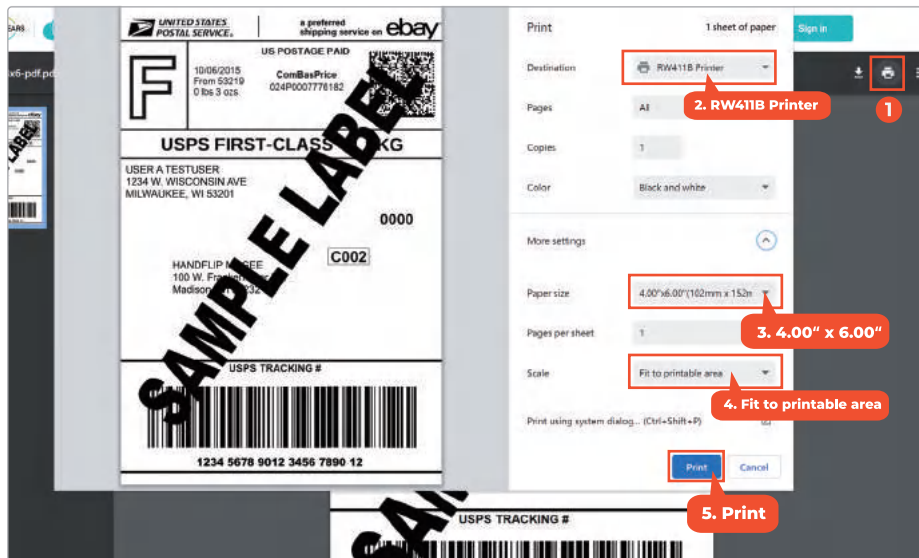 EARS
Sign in
x6-pdf.pd
1
UNITED STATES
POSTAL SERVICE®
a preferred
shipping service on ebay
F
US POSTAGE PAID
10/06/2015
From 53219
0 lbs 3 ozs
ComBasPrice
024P0007776182
USPS FIRST-CLASS KG
USER A TESTUSER
1234 W. WISCONSIN AVE
MILWAUKEE, WI 53201
0000
C002
HANDFLIP
100 W.
Madison
SAMPLE LABEL
USPS TRACKING #
1234 5678 9012 3456 7890 12
Print
1 sheet of paper
Destination
RW411B Printer
2. RW411B Printer
Pages
All
Copies
1
Color
Black and white
More settings
Paper size
4.00"x6.00"(102mm x 152m
3. 4.00" x 6.00"
Pages per sheet
1
Scale
Fit to printable area
4. Fit to printable area
Print using system dialog... (Ctrl+Shift+P)
Print
Cancel
5. Print
USPS TRACKING #